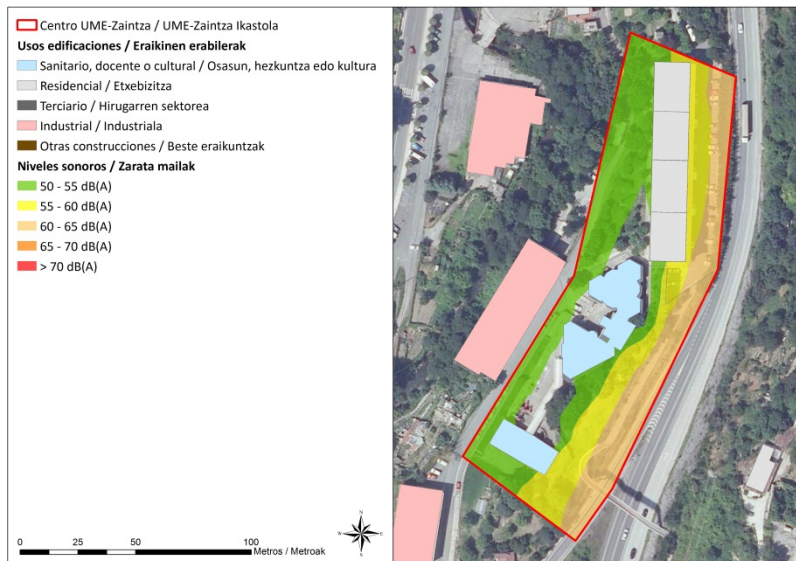 Centro UME-Zaintza / UME-Zaintza Ikastola
Usos edificaciones / Eraikinen erabilerak
Sanitario, docente o cultural / Osasun, hezkuntza edo kultura
Residencial / Etxebizitza
Terciario / Hirugarren sektorea
Industrial / Industriala
Otras construcciones / Beste eraikuntzak
Niveles sonoros / Zarata mailak
50 - 55 dB(A)
55 - 60 dB(A)
60 - 65 dB(A)
65 - 70 dB(A)
> 70 dB(A)
0 50 100
Metros / Metroak
N
W E
S